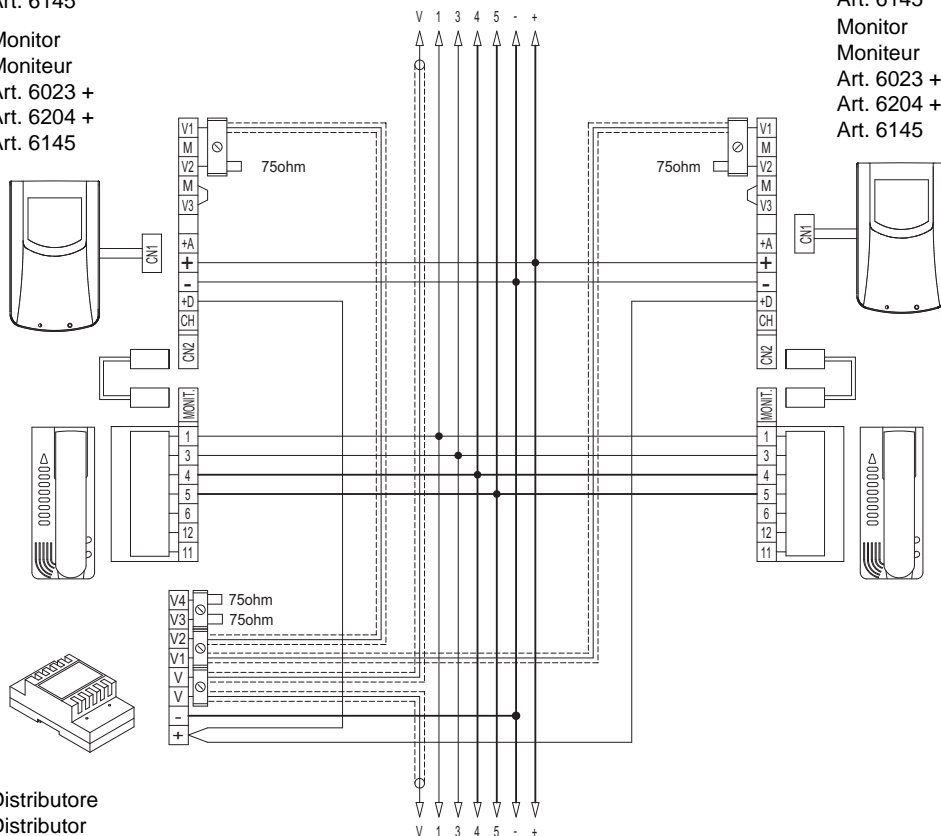 Art. 6145
Monitor
Moniteur
Art. 6023 +
Art. 6204 +
Art. 6145
V 1 3 4 5 - +
Art. 6145
Monitor
Moniteur
Art. 6023 +
Art. 6204 +
Art. 6145
V1
M
V2
M
V3
+A
+
-
+D
CH
CN2
75ohm
CN1
MONIT.
1
3
4
5
6
12
11
75ohm
V1
M
V2
M
V3
+A
+
-
+D
CH
CN2
CN1
MONIT.
1
3
4
5
6
12
11
V4
V3
V2
V1
V
V
-
+
75ohm
75ohm
Distributore
Distributor
V 1 3 4 5 - +